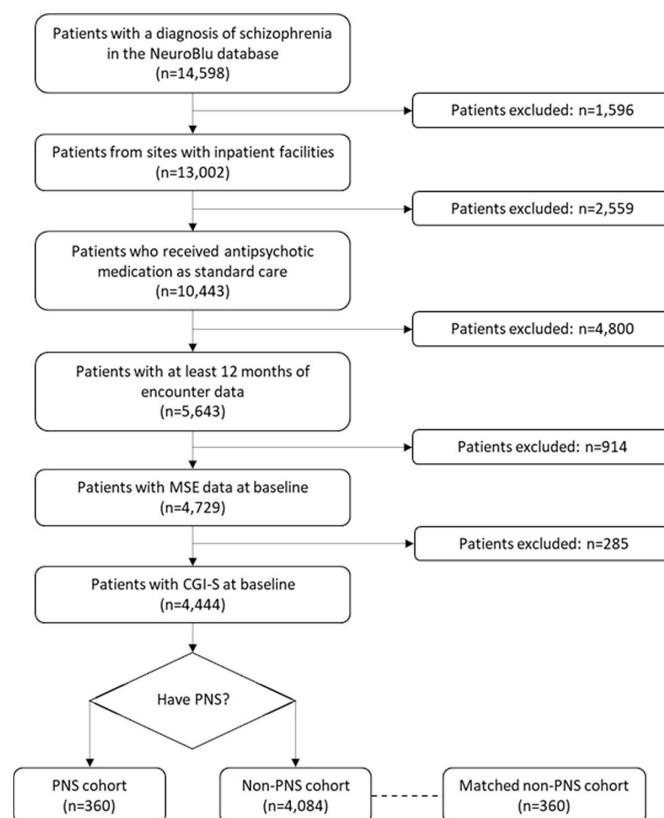 Patients with a diagnosis of schizophrenia
in the NeuroBlu database
(n=14,598)
Patients excluded: n=1,596
Patients from sites with inpatient facilities
(n=13,002)
Patients excluded: n=2,559
Patients who received antipsychotic
medication as standard care
(n=10,443)
Patients excluded: n=4,800
Patients with at least 12 months of
encounter data
(n=5,643)
Patients excluded: n=914
Patients with MSE data at baseline
(n=4,729)
Patients excluded: n=285
Patients with CGI-S at baseline
(n=4,444)
Have PNS?
PNS cohort
(n=360)
Non-PNS cohort
(n=4,084)
Matched non-PNS cohort
(n=360)